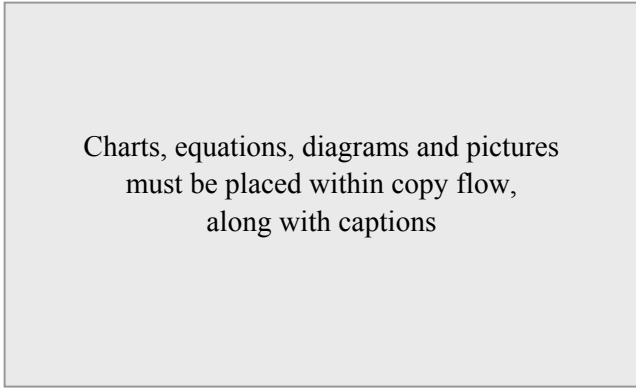 Charts, equations, diagrams and pictures
must be placed within copy flow,
along with captions